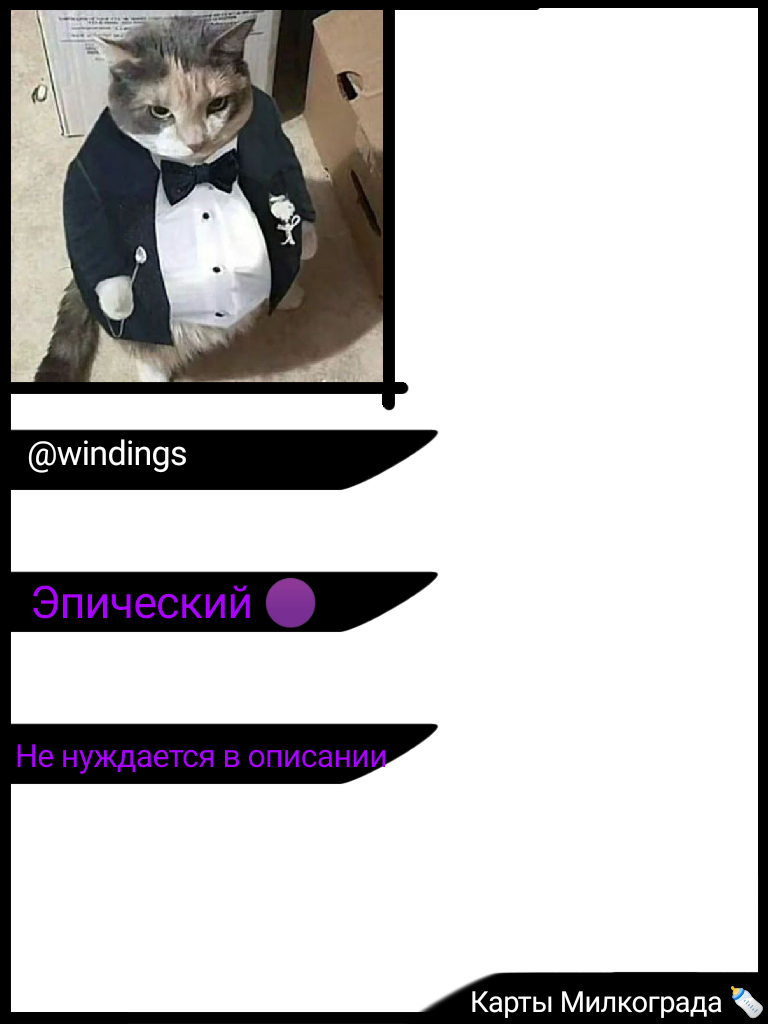 @windings
Эпический 🟣
Не нуждается в описании
Карты Милкограда 🍼